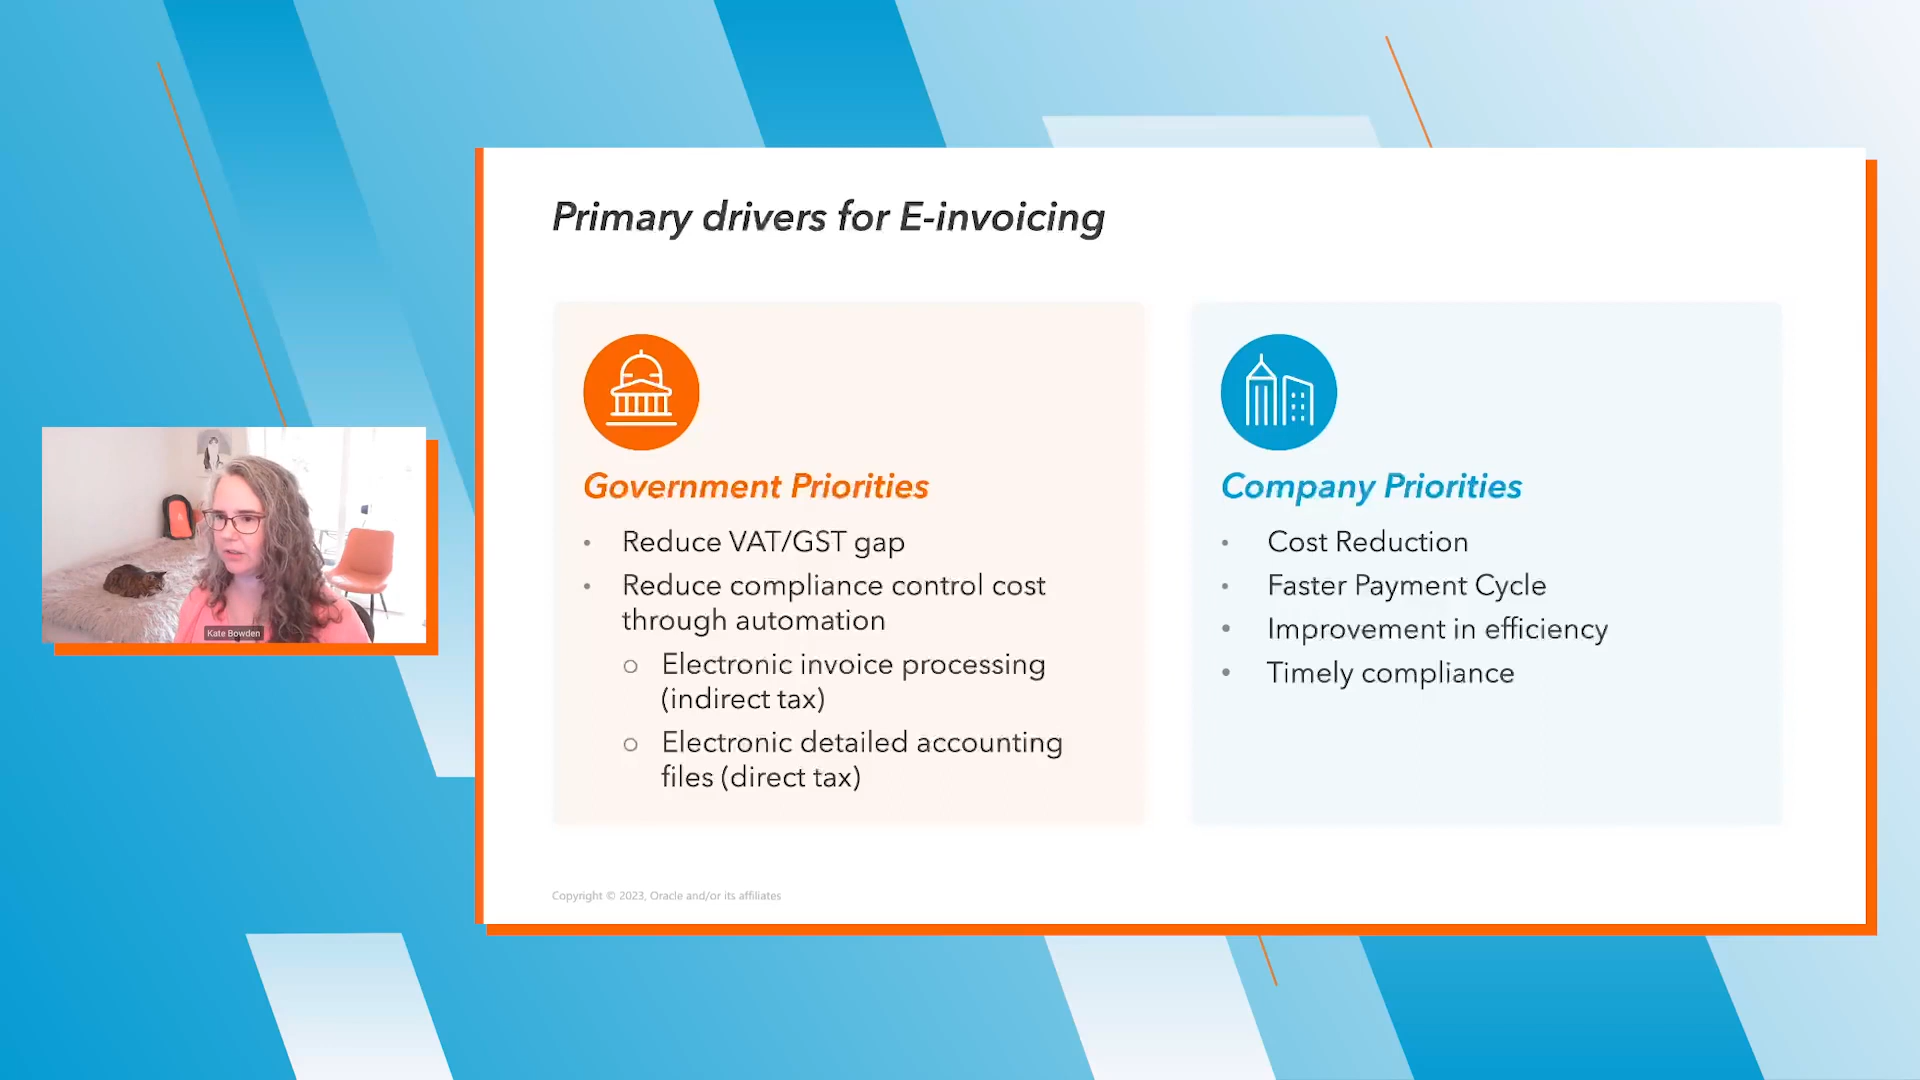 Primary drivers for E-invoicing
Government Priorities
• Reduce VAT/GST gap
• Reduce compliance control cost
through automation
○ Electronic invoice processing
(indirect tax)
○ Electronic detailed accounting
files (direct tax)
Company Priorities
• Cost Reduction
• Faster Payment Cycle
• Improvement in efficiency
• Timely compliance
Kate Bowden
Copyright © 2023, Oracle and/or its affiliates